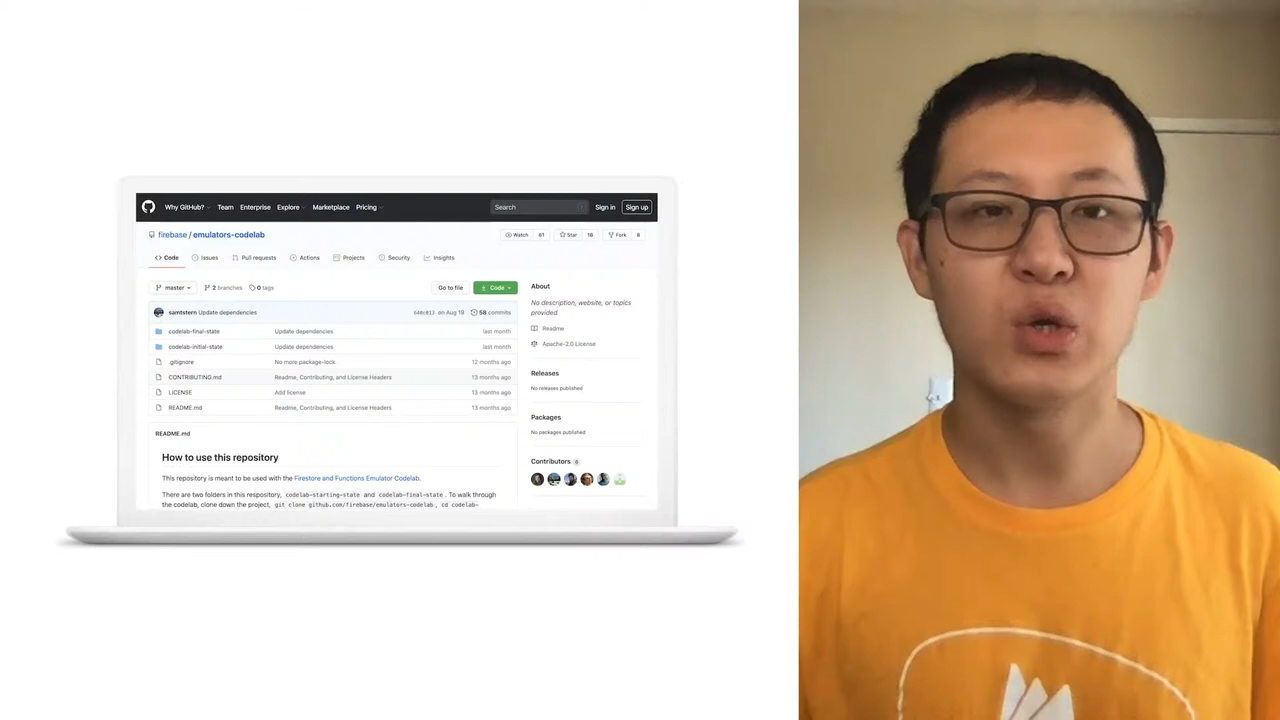 Why GitHub? Team Enterprise Explore Marketplace Pricing Search / Sign in Sign up
firebase / emulators-codelab Watch 61 Star 16 Fork 8
<> Code Issues Pull requests Actions Projects Security Insights
master 2 branches 0 tags Go to file Code
samtstern Update dependencies on Aug 19 58 commits
codelab-final-state Update dependencies last month
codelab-initial-state Update dependencies last month
.gitignore No more package-lock 12 months ago
CONTRIBUTING.md Readme, Contributing, and License Headers 13 months ago
LICENSE Add license 13 months ago
README.md Readme, Contributing, and License Headers 13 months ago
README.md
How to use this repository
This repository is meant to be used with the Firestore and Functions Emulator Codelab.
There are two folders in this respository, codelab-starting-state and codelab-final-state. To walk through
the codelab, clone down the project, git clone github.com/firebase/emulators-codelab, cd codelab-
About
No description, website, or topics
provided.
Readme
Apache-2.0 License
Releases
No releases published
Packages
No packages published
Contributors 6